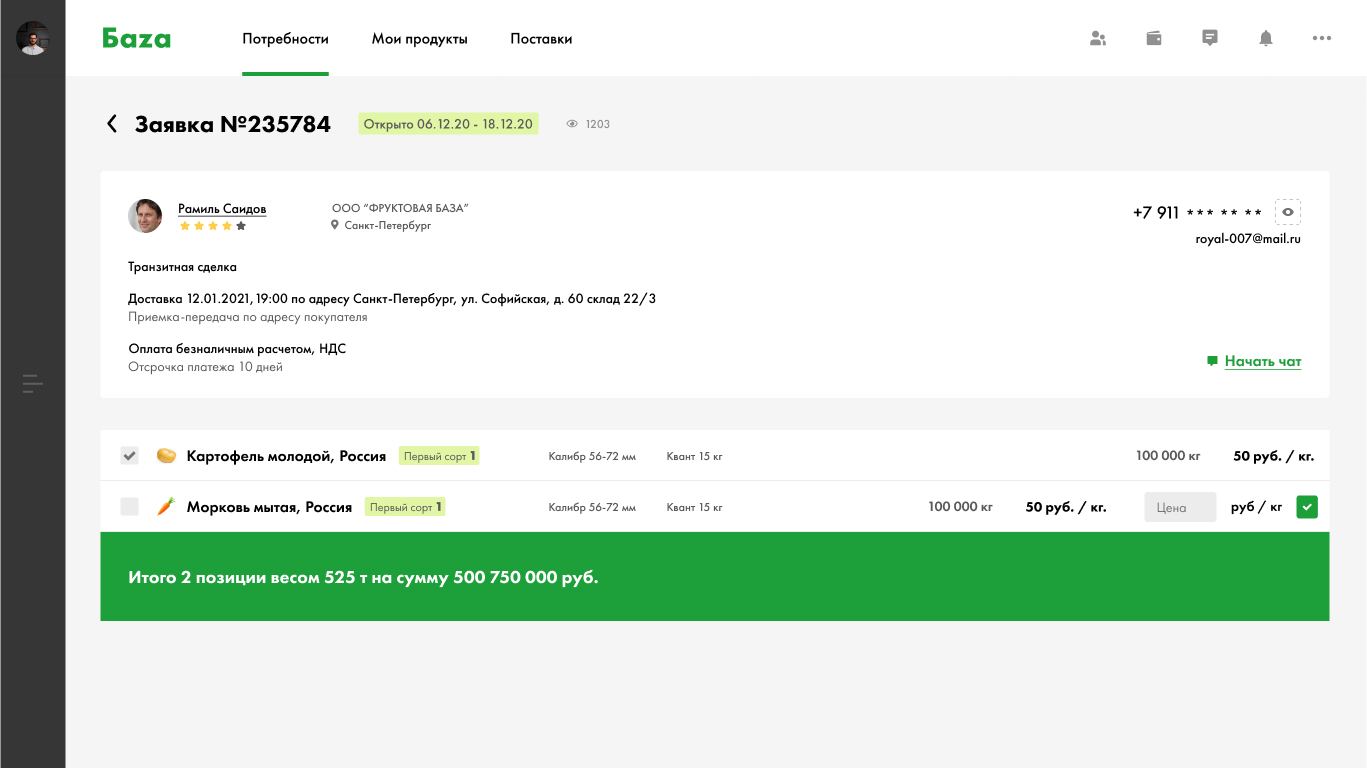 Баzа
Потребности
Мои продукты
Поставки
Заявка №235784
Открыто 06.12.20 - 18.12.20
1203
Рамиль Саидов
ООО “ФРУКТОВАЯ БАЗА”
Санкт-Петербург
+7 911 *** ** **
royal-007@mail.ru
Транзитная сделка
Доставка 12.01.2021, 19:00 по адресу Санкт-Петербург, ул. Софийская, д. 60 склад 22/3
Приемка-передача по адресу покупателя
Оплата безналичным расчетом, НДС
Отсрочка платежа 10 дней
Начать чат
Картофель молодой, Россия Первый сорт 1 Калибр 56-72 мм Квант 15 кг 100 000 кг 50 руб. / кг.
Морковь мытая, Россия Первый сорт 1 Калибр 56-72 мм Квант 15 кг 100 000 кг 50 руб. / кг. Цена руб / кг
Итого 2 позиции весом 525 т на сумму 500 750 000 руб.